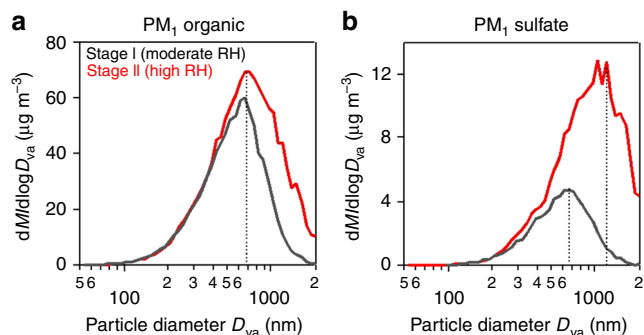 a
PM₁ organic
Stage I (moderate RH)
Stage II (high RH)
dM/dlogDva (µg m⁻³)
80
60
40
20
0
5 6 2 3 4 5 6 2
100 1000
Particle diameter Dva (nm)
b
PM₁ sulfate
dM/dlogDva (µg m⁻³)
12
8
4
0
5 6 2 3 4 5 6 2
100 1000
Particle diameter Dva (nm)